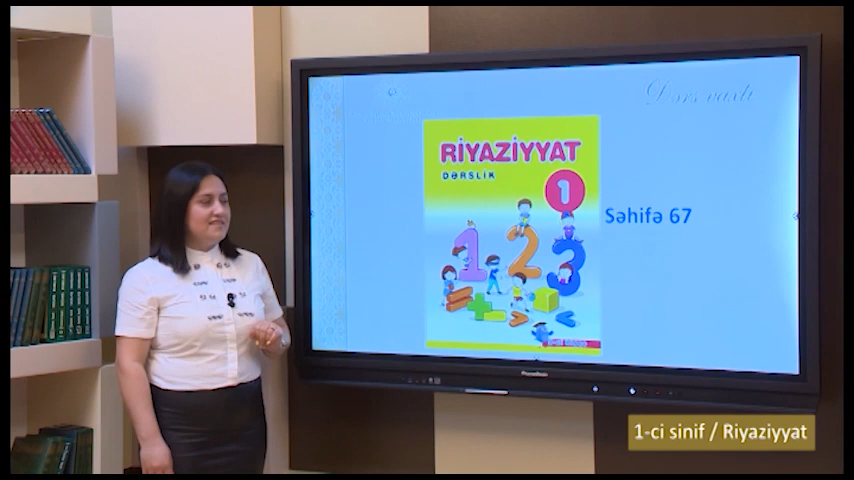 Dərs vaxtı
RİYAZİYYAT
DƏRSLİK
1
Səhifə 67
1 2 3
1-ci sinif / Riyaziyyat